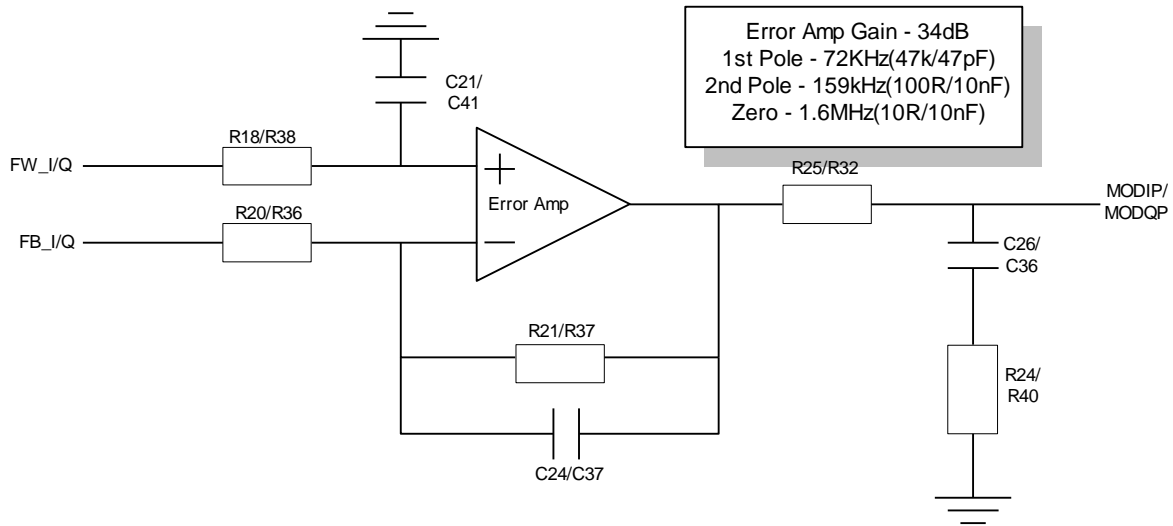 Error Amp Gain - 34dB
1st Pole - 72KHz(47k/47pF)
2nd Pole - 159kHz(100R/10nF)
Zero - 1.6MHz(10R/10nF)
C21/
C41
R18/R38
FW_I/Q
R25/R32
MODIP/
MODQP
Error Amp
R20/R36
FB_I/Q
C26/
C36
R21/R37
R24/
R40
C24/C37